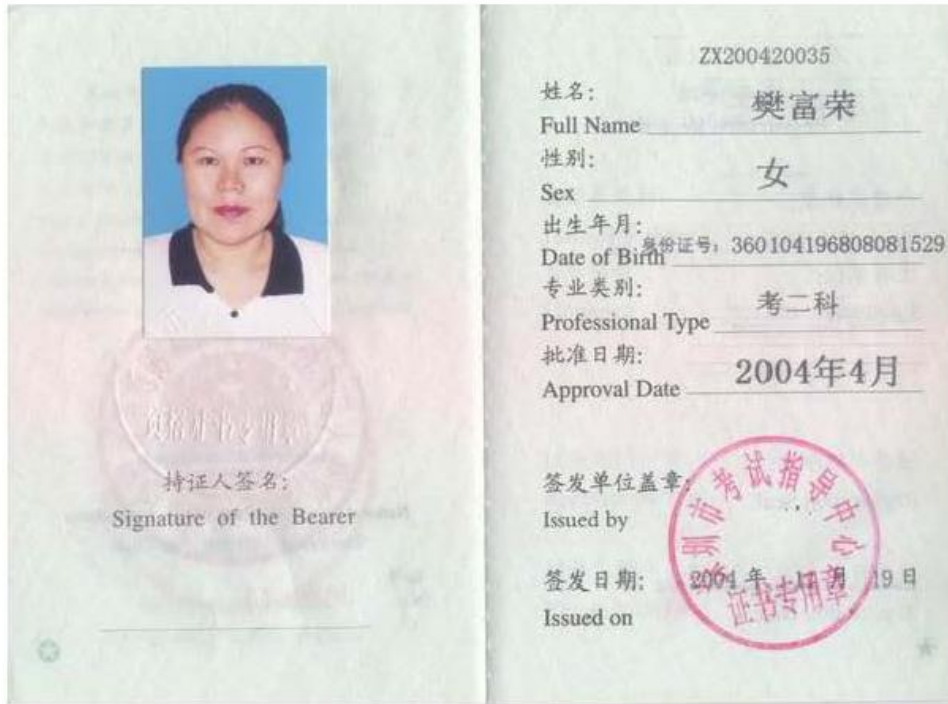 持证人签名:
Signature of the Bearer
ZX200420035
姓名: 樊富荣
Full Name
性别: 女
Sex
出生年月: 身份证号: 360104196808081529
Date of Birth
专业类别: 考二科
Professional Type
批准日期: 2004年4月
Approval Date
签发单位盖章:
Issued by
深圳市考试指导中心
证书专用章
签发日期: 2004 年 月 19 日
Issued on